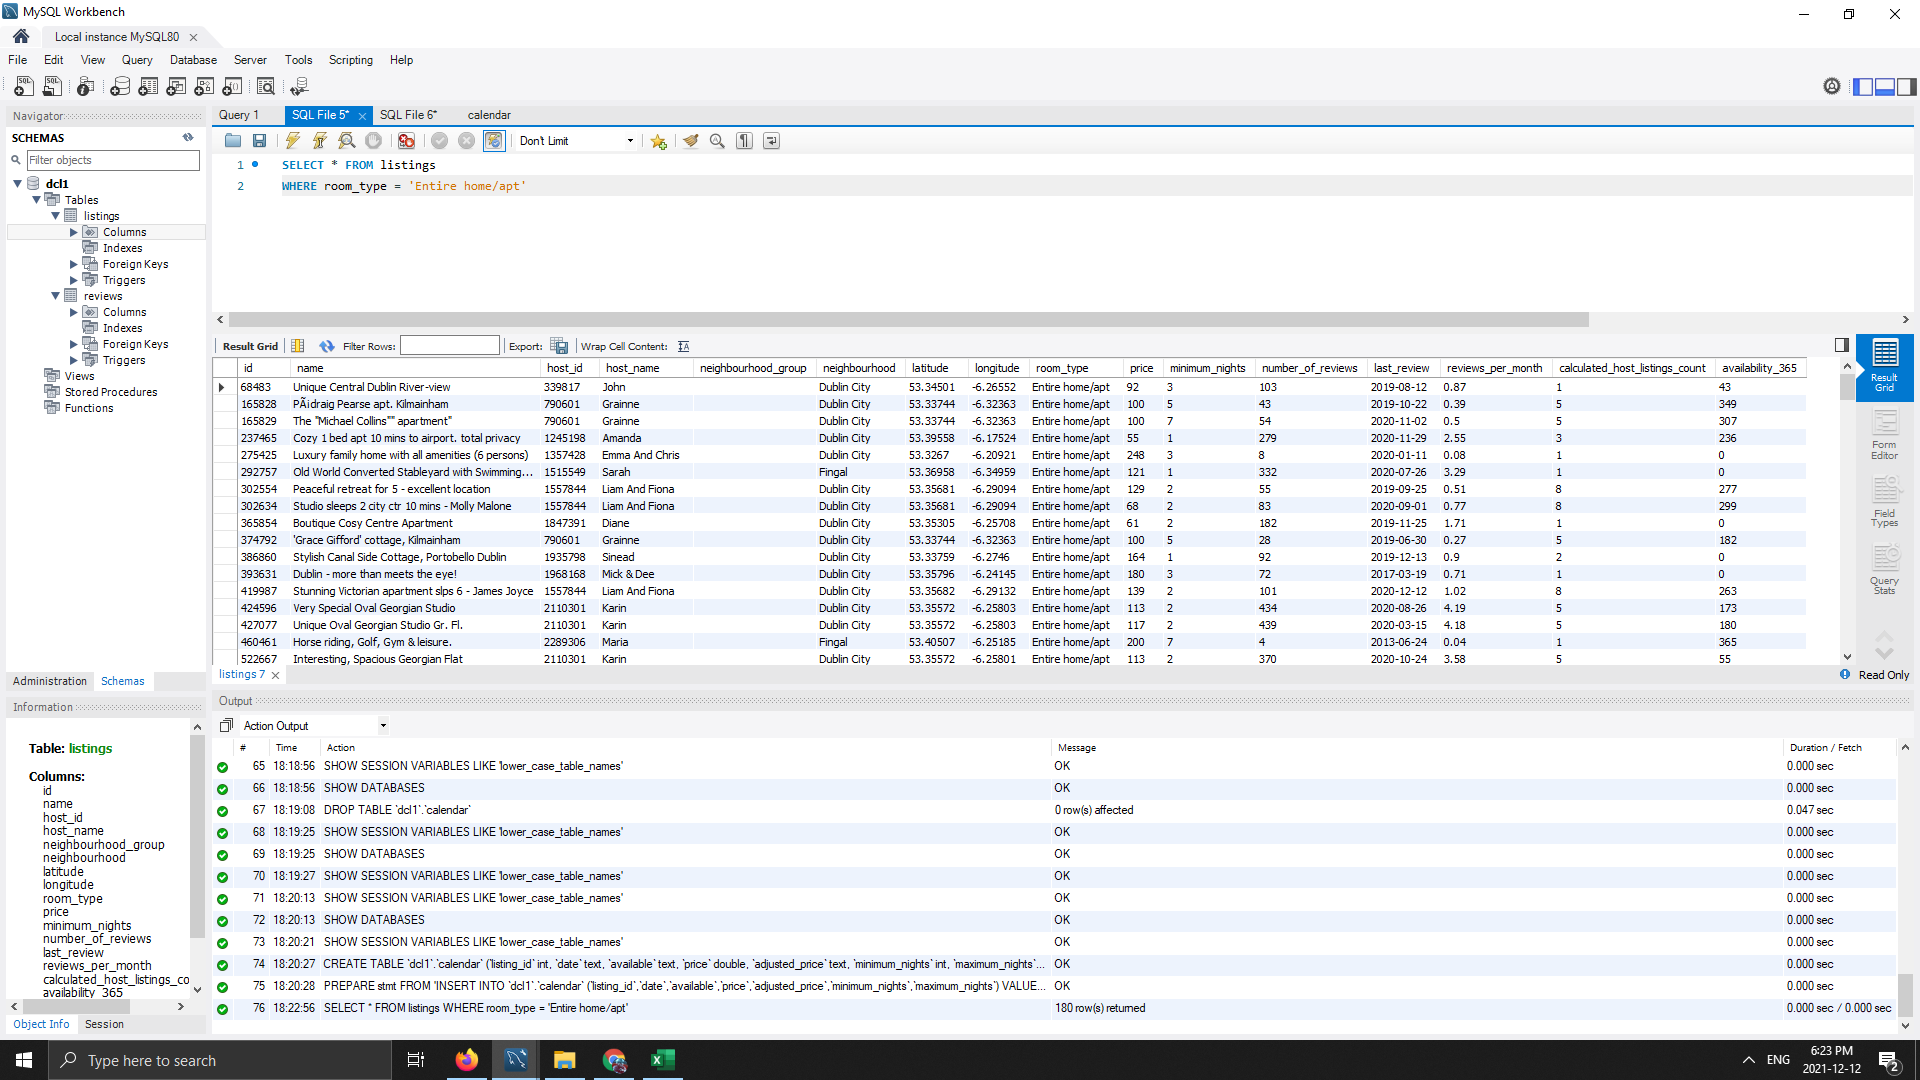 MySQL Workbench
Local instance MySQL80
File Edit View Query Database Server Tools Scripting Help
Navigator
SCHEMAS
Filter objects
dcl1
Tables
listings
Columns
Indexes
Foreign Keys
Triggers
reviews
Columns
Indexes
Foreign Keys
Triggers
Views
Stored Procedures
Functions
Administration Schemas
Information
Table: listings
Columns:
id
name
host_id
host_name
neighbourhood_group
neighbourhood
latitude
longitude
room_type
price
minimum_nights
number_of_reviews
last_review
reviews_per_month
calculated_host_listings_co
availability_365
Object Info Session
Query 1 SQL File 5* SQL File 6* calendar
Don't Limit
1 SELECT * FROM listings
2 WHERE room_type = 'Entire home/apt'
Result Grid Filter Rows: Export: Wrap Cell Content:
id name host_id host_name neighbourhood_group neighbourhood latitude longitude room_type price minimum_nights number_of_reviews last_review reviews_per_month calculated_host_listings_count availability_365
68483 Unique Central Dublin River-view 339817 John Dublin City 53.34501 -6.26552 Entire home/apt 92 3 103 2019-08-12 0.87 1 43
165828 PÃidraig Pearse apt. Kilmainham 790601 Grainne Dublin City 53.33744 -6.32363 Entire home/apt 100 5 43 2019-10-22 0.39 5 349
165829 The "Michael Collins"" apartment" 790601 Grainne Dublin City 53.33744 -6.32363 Entire home/apt 100 7 54 2020-11-02 0.5 5 307
237465 Cozy 1 bed apt 10 mins to airport. total privacy 1245198 Amanda Dublin City 53.39558 -6.17524 Entire home/apt 55 1 279 2020-11-29 2.55 3 236
275425 Luxury family home with all amenities (6 persons) 1357428 Emma And Chris Dublin City 53.3267 -6.20921 Entire home/apt 248 3 8 2020-01-11 0.08 1 0
292757 Old World Converted Stableyard with Swimming... 1515549 Sarah Fingal 53.36958 -6.34959 Entire home/apt 121 1 332 2020-07-26 3.29 1 0
302554 Peaceful retreat for 5 - excellent location 1557844 Liam And Fiona Dublin City 53.35681 -6.29094 Entire home/apt 129 2 55 2019-09-25 0.51 8 277
302634 Studio sleeps 2 city ctr 10 mins - Molly Malone 1557844 Liam And Fiona Dublin City 53.35681 -6.29094 Entire home/apt 68 2 83 2020-09-01 0.77 8 299
365854 Boutique Cosy Centre Apartment 1847391 Diane Dublin City 53.35305 -6.25708 Entire home/apt 61 2 182 2019-11-25 1.71 1 0
374792 'Grace Gifford' cottage, Kilmainham 790601 Grainne Dublin City 53.33744 -6.32363 Entire home/apt 100 5 28 2019-06-30 0.27 5 182
386860 Stylish Canal Side Cottage, Portobello Dublin 1935798 Sinead Dublin City 53.33759 -6.2746 Entire home/apt 164 1 92 2019-12-13 0.9 2 0
393631 Dublin - more than meets the eye! 1968168 Mick & Dee Dublin City 53.35796 -6.24145 Entire home/apt 180 3 72 2017-03-19 0.71 1 0
419987 Stunning Victorian apartment slps 6 - James Joyce 1557844 Liam And Fiona Dublin City 53.35682 -6.29132 Entire home/apt 139 2 101 2020-12-12 1.02 8 263
424596 Very Special Oval Georgian Studio 2110301 Karin Dublin City 53.35572 -6.25803 Entire home/apt 113 2 434 2020-08-26 4.19 5 173
427077 Unique Oval Georgian Studio Gr. Fl. 2110301 Karin Dublin City 53.35572 -6.25803 Entire home/apt 117 2 439 2020-03-15 4.18 5 180
460461 Horse riding, Golf, Gym & leisure. 2289306 Maria Fingal 53.40507 -6.25185 Entire home/apt 200 7 4 2013-06-24 0.04 1 365
522667 Interesting, Spacious Georgian Flat 2110301 Karin Dublin City 53.35572 -6.25801 Entire home/apt 113 2 370 2020-10-24 3.58 5 55
Result Grid
Form Editor
Field Types
Query Stats
listings 7
Read Only
Output
Action Output
# Time Action Message Duration / Fetch
65 18:18:56 SHOW SESSION VARIABLES LIKE 'lower_case_table_names' OK 0.000 sec
66 18:18:56 SHOW DATABASES OK 0.000 sec
67 18:19:08 DROP TABLE `dcl1`.`calendar` 0 row(s) affected 0.047 sec
68 18:19:25 SHOW SESSION VARIABLES LIKE 'lower_case_table_names' OK 0.000 sec
69 18:19:25 SHOW DATABASES OK 0.000 sec
70 18:19:27 SHOW SESSION VARIABLES LIKE 'lower_case_table_names' OK 0.000 sec
71 18:20:13 SHOW SESSION VARIABLES LIKE 'lower_case_table_names' OK 0.000 sec
72 18:20:13 SHOW DATABASES OK 0.000 sec
73 18:20:21 SHOW SESSION VARIABLES LIKE 'lower_case_table_names' OK 0.000 sec
74 18:20:27 CREATE TABLE `dcl1`.`calendar` (`listing_id` int, `date` text, `available` text, `price` double, `adjusted_price` text, `minimum_nights` int, `maximum_nights`... OK 0.000 sec
75 18:20:28 PREPARE stmt FROM 'INSERT INTO `dcl1`.`calendar` (`listing_id`,`date`,`available`,`price`,`adjusted_price`,`minimum_nights`,`maximum_nights`) VALUE... OK 0.000 sec
76 18:22:56 SELECT * FROM listings WHERE room_type = 'Entire home/apt' 180 row(s) returned 0.000 sec / 0.000 sec
Type here to search
ENG
6:23 PM
2021-12-12
2